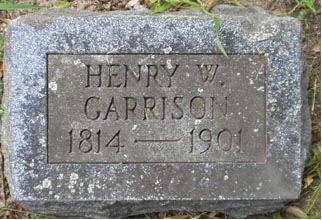 HENRY W.
GARRISON
1814 — 1901